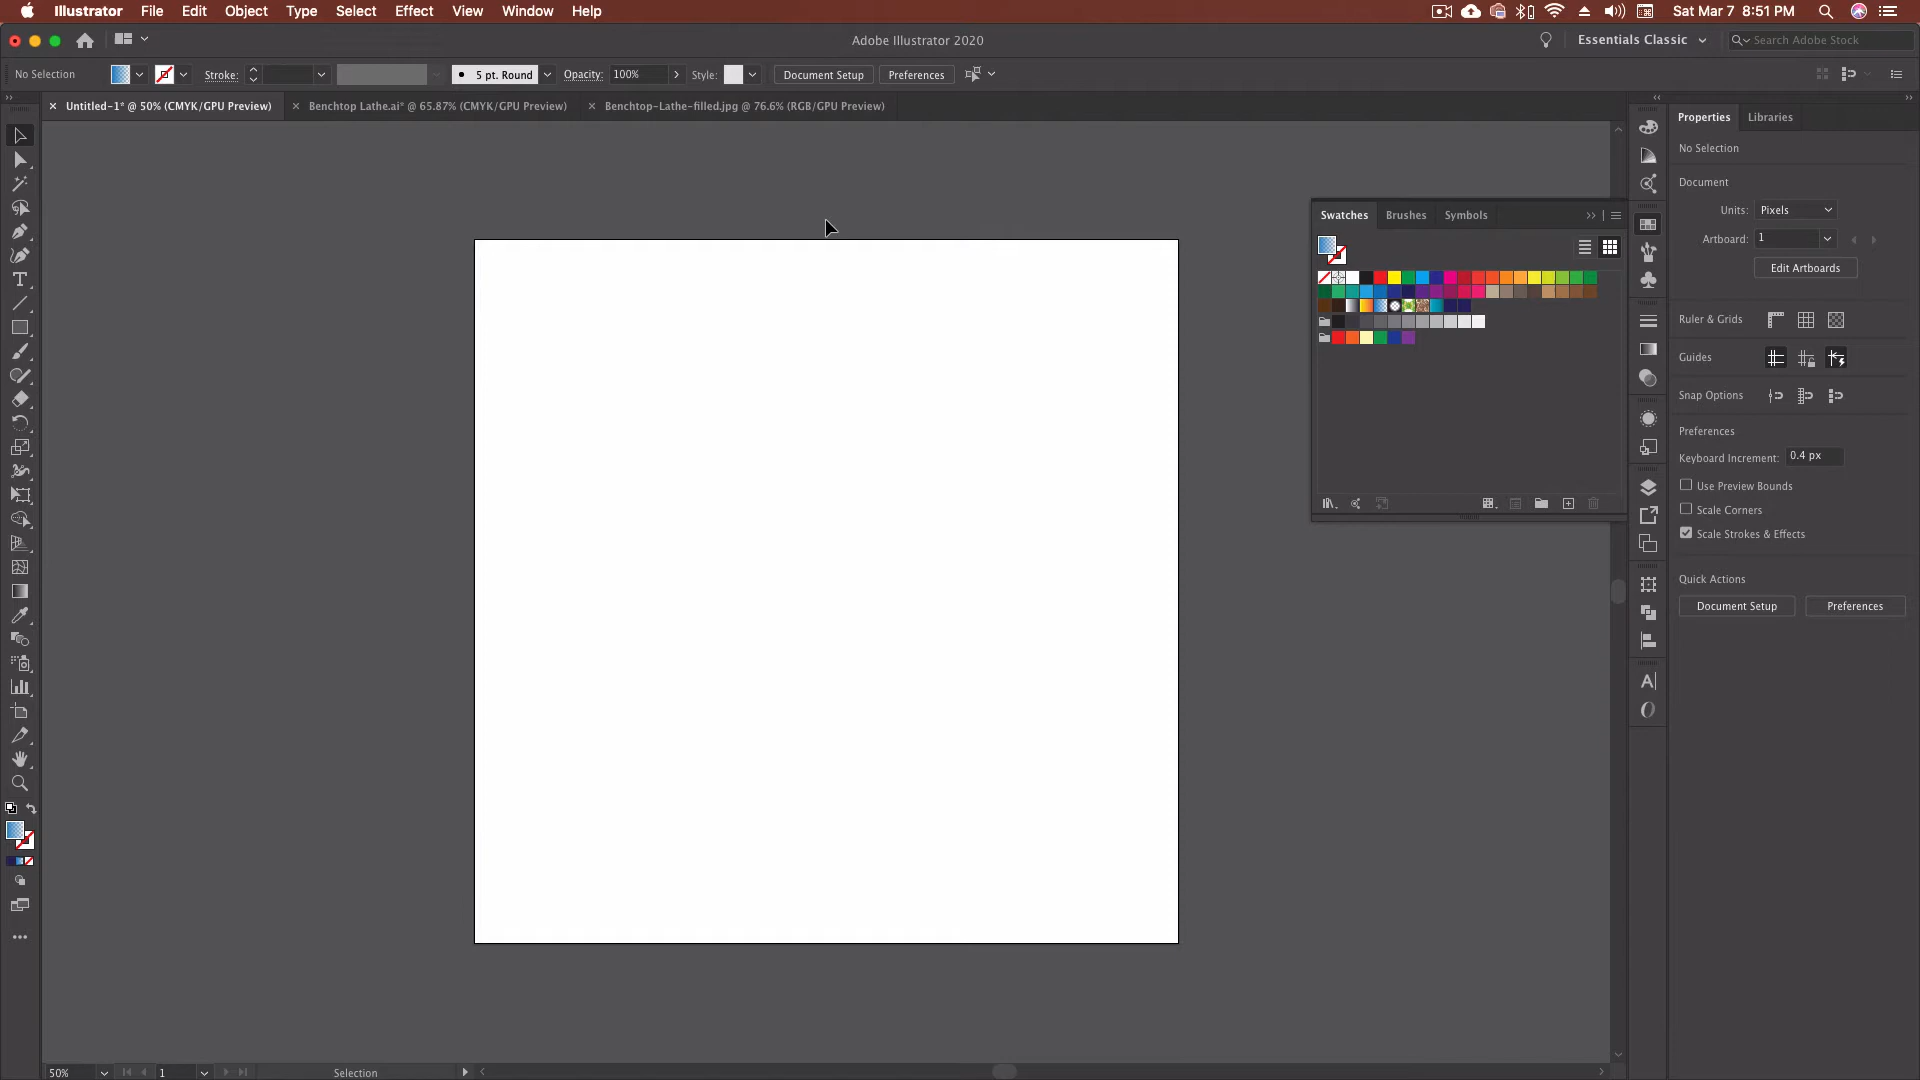 Illustrator File Edit Object Type Select Effect View Window Help Sat Mar 7 8:51 PM
Adobe Illustrator 2020 Essentials Classic Search Adobe Stock
No Selection Stroke: 5 pt. Round Opacity: 100% Style: Document Setup Preferences
Untitled-1* @ 50% (CMYK/GPU Preview) Benchtop Lathe.ai* @ 65.87% (CMYK/GPU Preview) Benchtop-Lathe-filled.jpg @ 76.6% (RGB/GPU Preview)
Properties Libraries
No Selection
Document
Units: Pixels
Swatches Brushes Symbols
Artboard: 1
Edit Artboards
Ruler & Grids
Guides
Snap Options
Preferences
Keyboard Increment: 0.4 px
Use Preview Bounds
Scale Corners
Scale Strokes & Effects
Quick Actions
Document Setup Preferences
50% 1 Selection